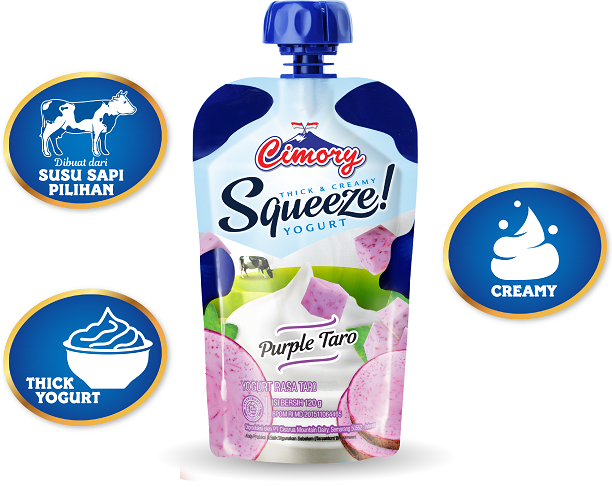 Dibuat dari
SUSU SAPI
PILIHAN
THICK
YOGURT
Cimory
THICK & CREAMY
Squeeze!
YOGURT
Purple Taro
YOGURT RASA TARO
ISI BERSIH 120 g
CREAMY